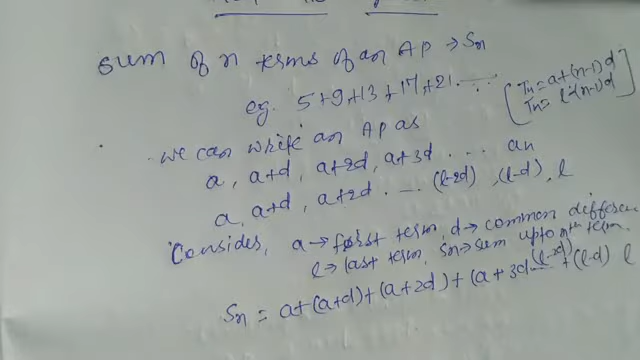 sum of n terms of an AP → Sn
eg. 5+9+13+17+21 .....
[Tn = a+(n-1)d
Tn = l-(n-1)d]
we can write an AP as
a, a+d, a+2d, a+3d .... an
a, a+d, a+2d .... (l-2d), (l-d), l
Consider, a → first term, d → common difference
l → last term, Sn → sum upto nth term.
Sn = a+(a+d)+(a+2d)+(a+3d ... (l-2d) +(l-d) l